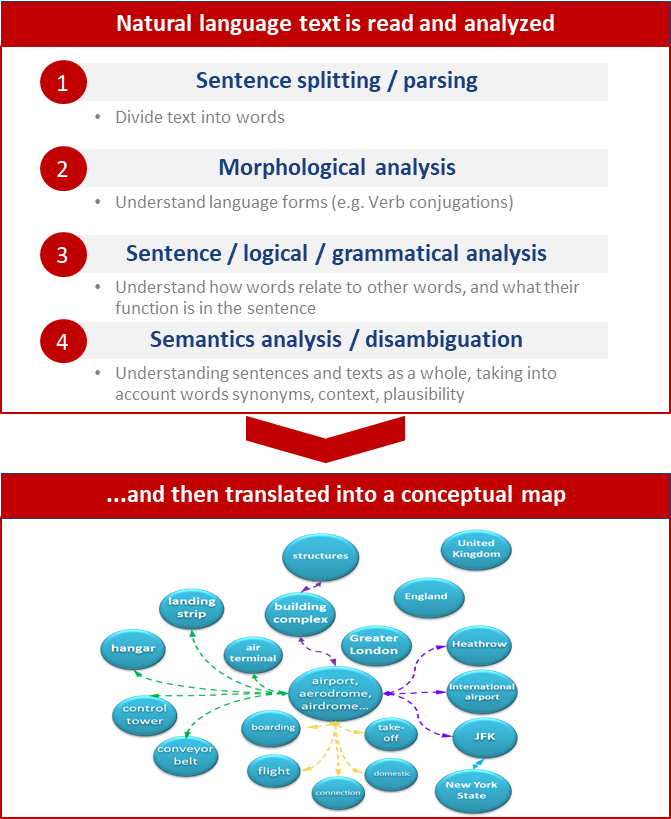 Natural language text is read and analyzed
1
Sentence splitting / parsing
• Divide text into words
2
Morphological analysis
• Understand language forms (e.g. Verb conjugations)
3
Sentence / logical / grammatical analysis
• Understand how words relate to other words, and what their
function is in the sentence
4
Semantics analysis / disambiguation
• Understanding sentences and texts as a whole, taking into
account words synonyms, context, plausibility
...and then translated into a conceptual map
structures
United
Kingdom
England
landing
strip
building
complex
hangar
air
terminal
Greater
London
Heathrow
airport,
aerodrome,
airdrome...
International
airport
control
tower
boarding
take-
off
JFK
conveyor
belt
flight
domestic
connection
New York
State